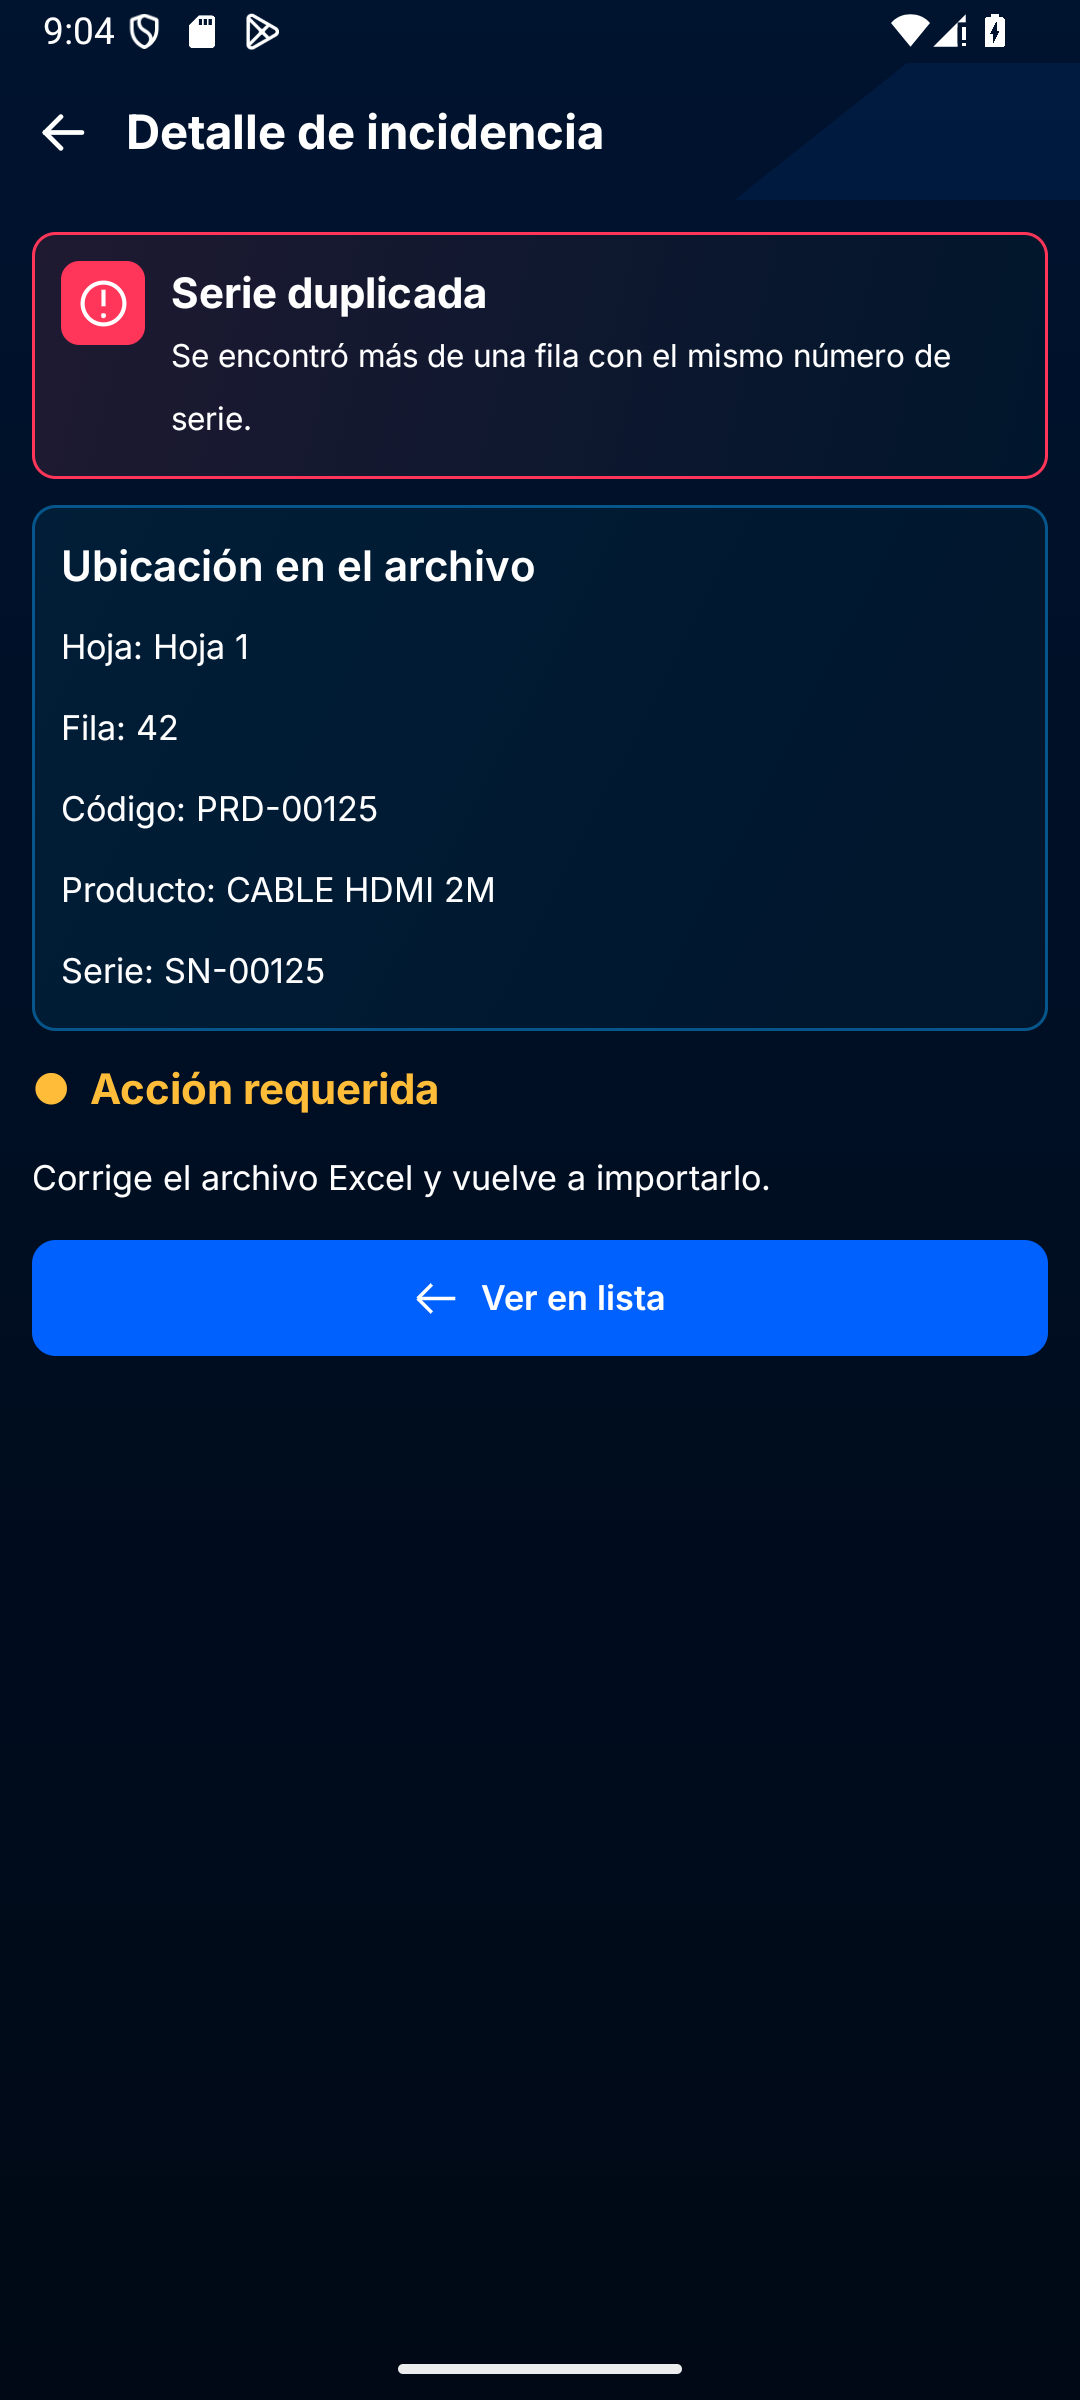 9:04
Detalle de incidencia
Serie duplicada
Se encontró más de una fila con el mismo número de
serie.
Ubicación en el archivo
Hoja: Hoja 1
Fila: 42
Código: PRD-00125
Producto: CABLE HDMI 2M
Serie: SN-00125
Acción requerida
Corrige el archivo Excel y vuelve a importarlo.
Ver en lista